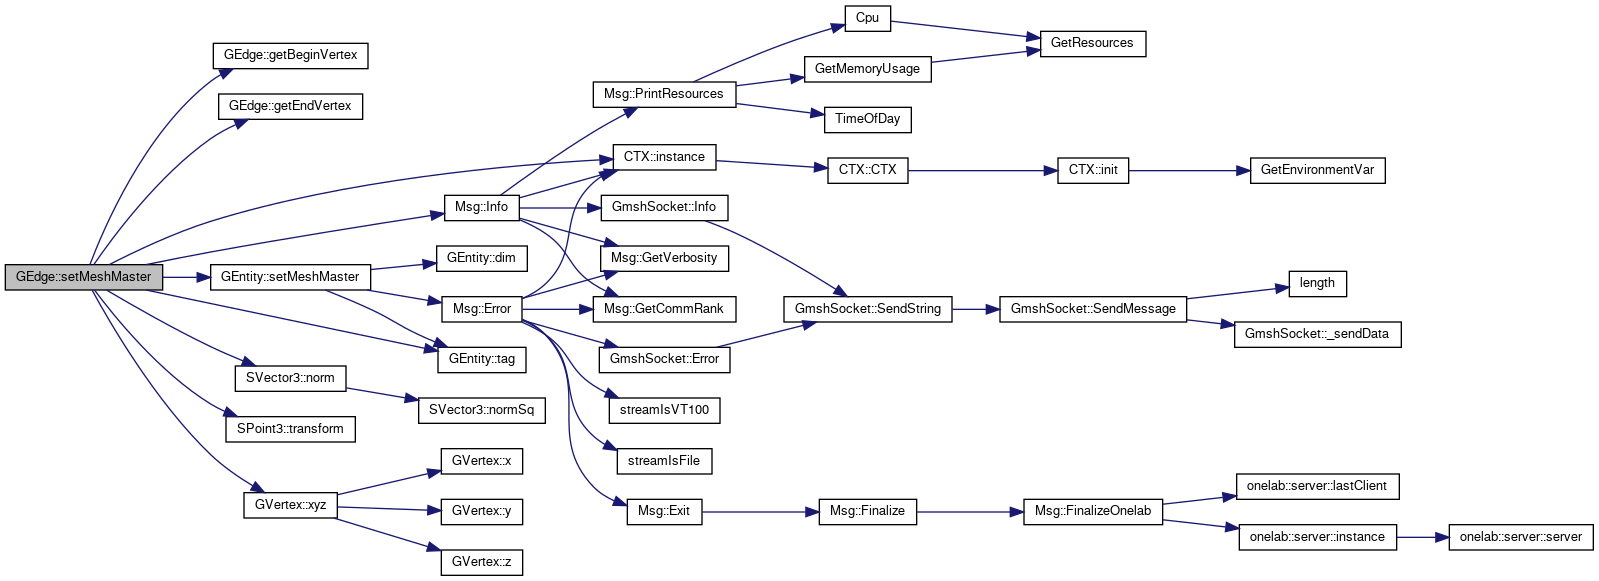 GEdge::setMeshMaster
GEdge::getBeginVertex
GEdge::getEndVertex
CTX::instance
Msg::Info
GEntity::setMeshMaster
GEntity::tag
SVector3::norm
SPoint3::transform
GVertex::xyz
Msg::PrintResources
Cpu
GetMemoryUsage
TimeOfDay
GetResources
CTX::CTX
CTX::init
GetEnvironmentVar
GmshSocket::Info
Msg::GetVerbosity
Msg::GetCommRank
GEntity::dim
Msg::Error
GmshSocket::Error
GmshSocket::SendString
GmshSocket::SendMessage
length
GmshSocket::_sendData
streamIsVT100
streamIsFile
Msg::Exit
Msg::Finalize
Msg::FinalizeOnelab
onelab::server::lastClient
onelab::server::instance
onelab::server::server
SVector3::normSq
GVertex::x
GVertex::y
GVertex::z